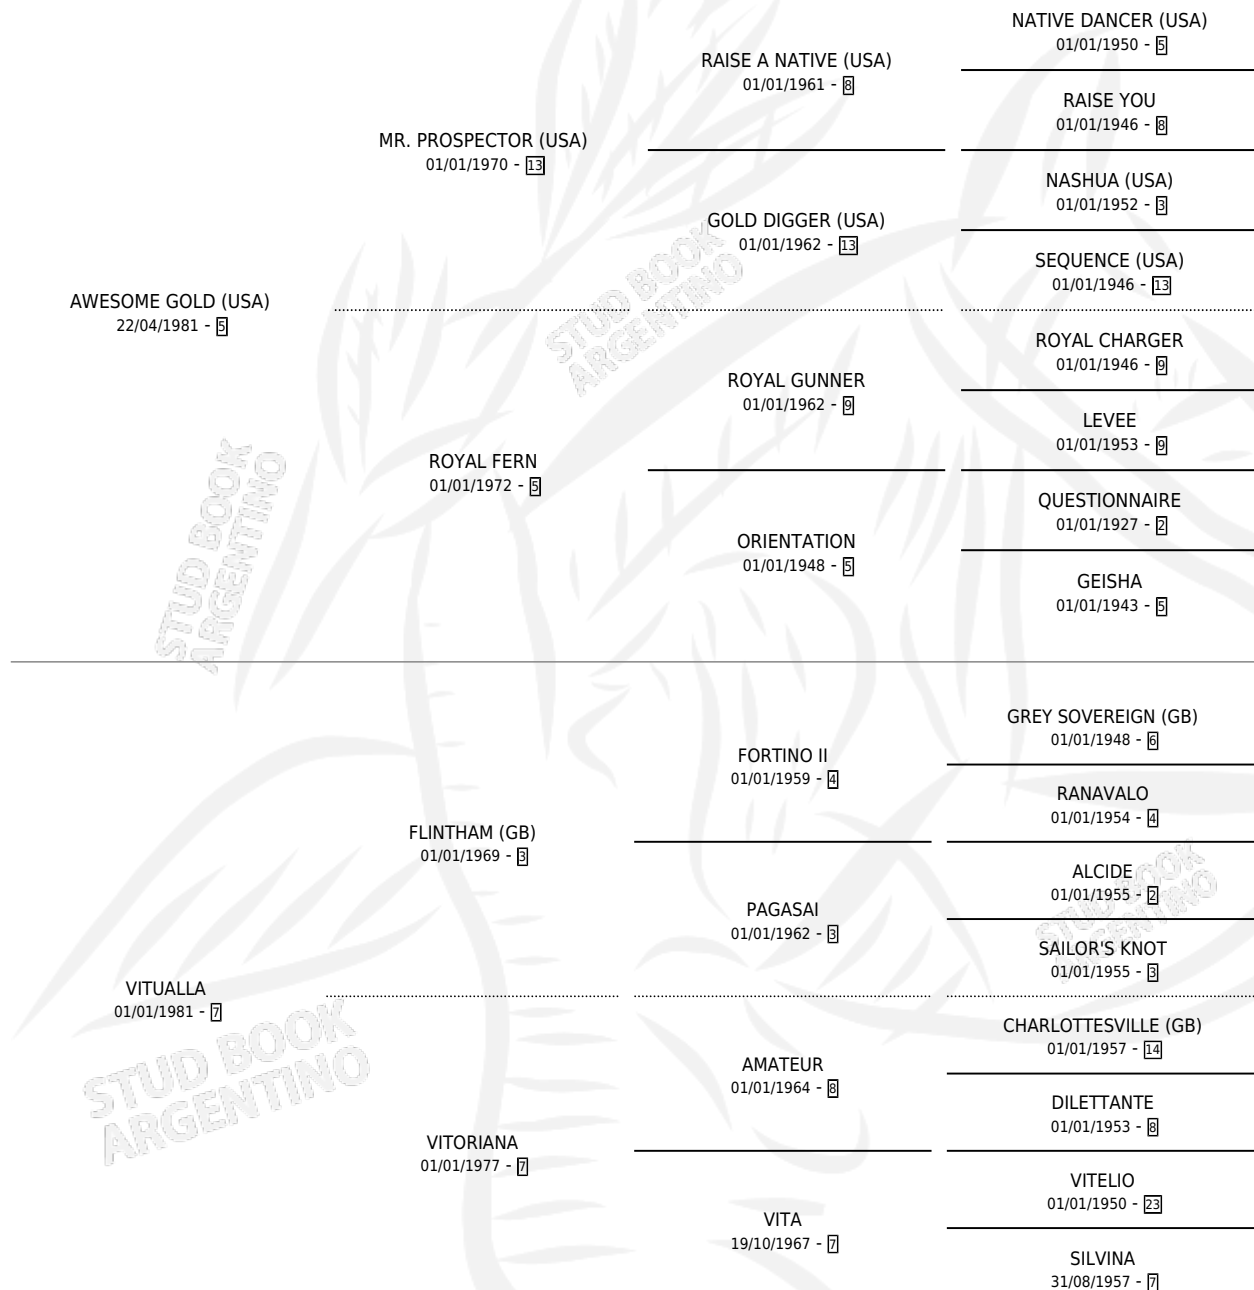 NATIVE DANCER (USA)
01/01/1950 - 5
RAISE A NATIVE (USA)
01/01/1961 - 8
RAISE YOU
01/01/1946 - 8
MR. PROSPECTOR (USA)
01/01/1970 - 13
NASHUA (USA)
01/01/1952 - 3
GOLD DIGGER (USA)
01/01/1962 - 13
SEQUENCE (USA)
01/01/1946 - 13
AWESOME GOLD (USA)
22/04/1981 - 5
ROYAL CHARGER
01/01/1946 - 9
ROYAL GUNNER
01/01/1962 - 9
LEVEE
01/01/1953 - 9
ROYAL FERN
01/01/1972 - 5
QUESTIONNAIRE
01/01/1927 - 2
ORIENTATION
01/01/1948 - 5
GEISHA
01/01/1943 - 5
GREY SOVEREIGN (GB)
01/01/1948 - 6
FORTINO II
01/01/1959 - 4
RANAVALO
01/01/1954 - 4
FLINTHAM (GB)
01/01/1969 - 3
ALCIDE
01/01/1955 - 2
PAGASAI
01/01/1962 - 3
SAILOR'S KNOT
01/01/1955 - 3
VITUALLA
01/01/1981 - 7
CHARLOTTESVILLE (GB)
01/01/1957 - 14
AMATEUR
01/01/1964 - 8
DILETTANTE
01/01/1953 - 8
VITORIANA
01/01/1977 - 7
VITELIO
01/01/1950 - 23
VITA
19/10/1967 - 7
SILVINA
31/08/1957 - 7
STUD BOOK
ARGENTINO
STUD BOOK
ARGENTINO
STUD BOOK
ARGENTINO
STUD BOOK
ARGENTINO